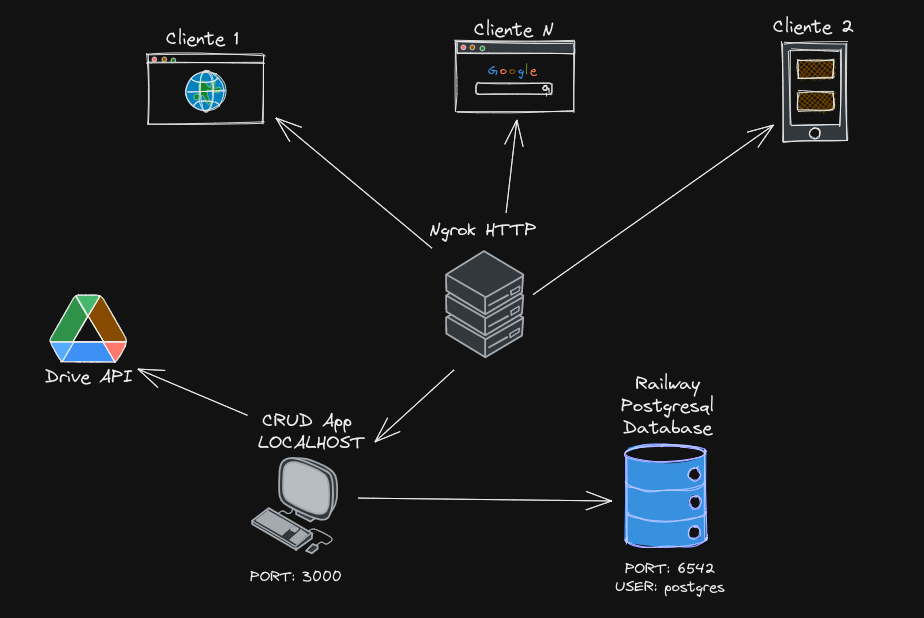 Cliente 1
Cliente N
Cliente 2
Google
Ngrok HTTP
Drive API
CRUD App
LOCALHOST
PORT: 3000
Railway
Postgresql
Database
PORT: 6542
USER: postgres